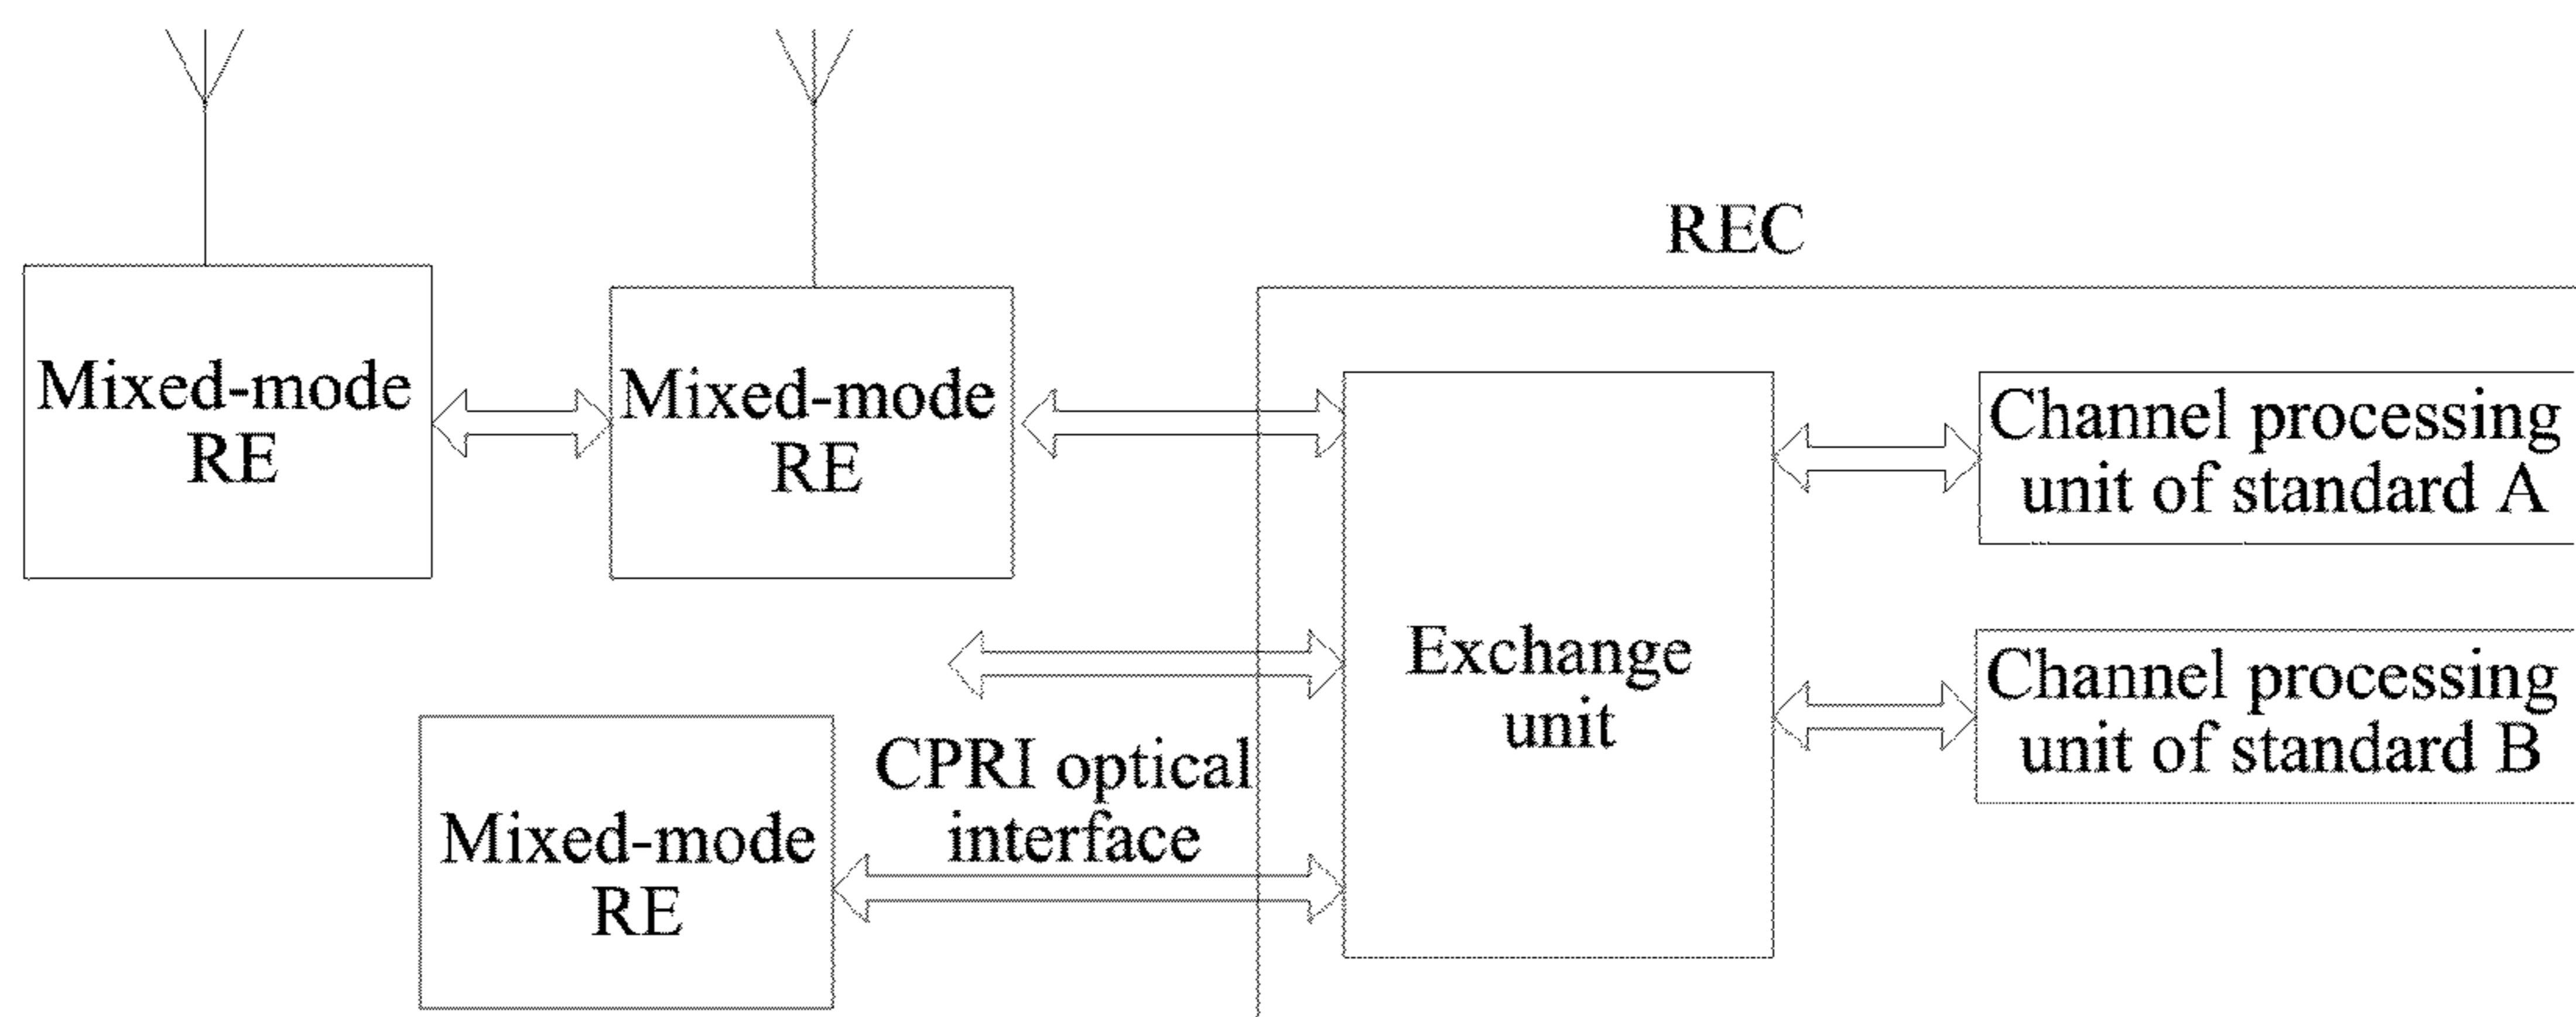 REC
Mixed-mode
RE
Mixed-mode
RE
Channel processing
unit of standard A
Exchange
unit
Channel processing
unit of standard B
CPRI optical
interface
Mixed-mode
RE